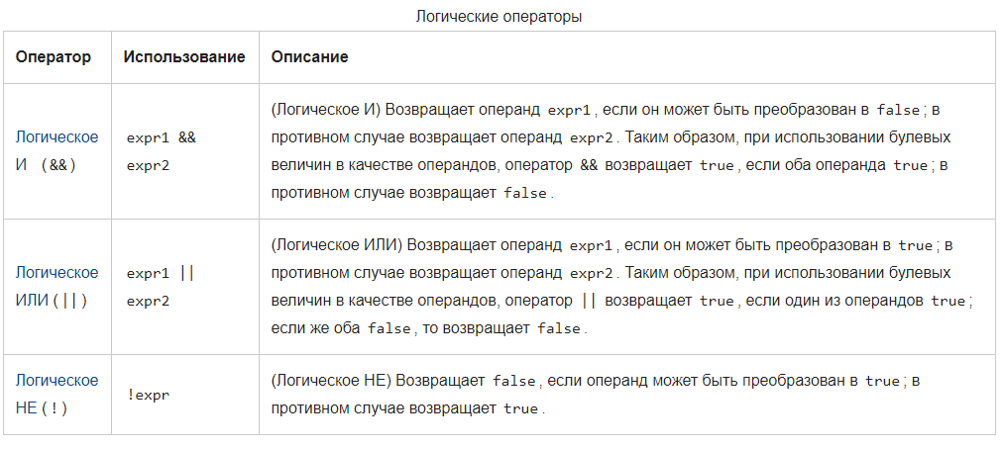 Логические операторы
Оператор Использование Описание
Логическое
И (&&)
expr1 &&
expr2
(Логическое И) Возвращает операнд expr1, если он может быть преобразован в false; в
противном случае возвращает операнд expr2. Таким образом, при использовании булевых
величин в качестве операндов, оператор && возвращает true, если оба операнда true; в
противном случае возвращает false.
Логическое
ИЛИ (||)
expr1 ||
expr2
(Логическое ИЛИ) Возвращает операнд expr1, если он может быть преобразован в true; в
противном случае возвращает операнд expr2. Таким образом, при использовании булевых
величин в качестве операндов, оператор || возвращает true, если один из операндов true;
если же оба false, то возвращает false.
Логическое
НЕ (!)
!expr
(Логическое НЕ) Возвращает false, если операнд может быть преобразован в true; в
противном случае возвращает true.